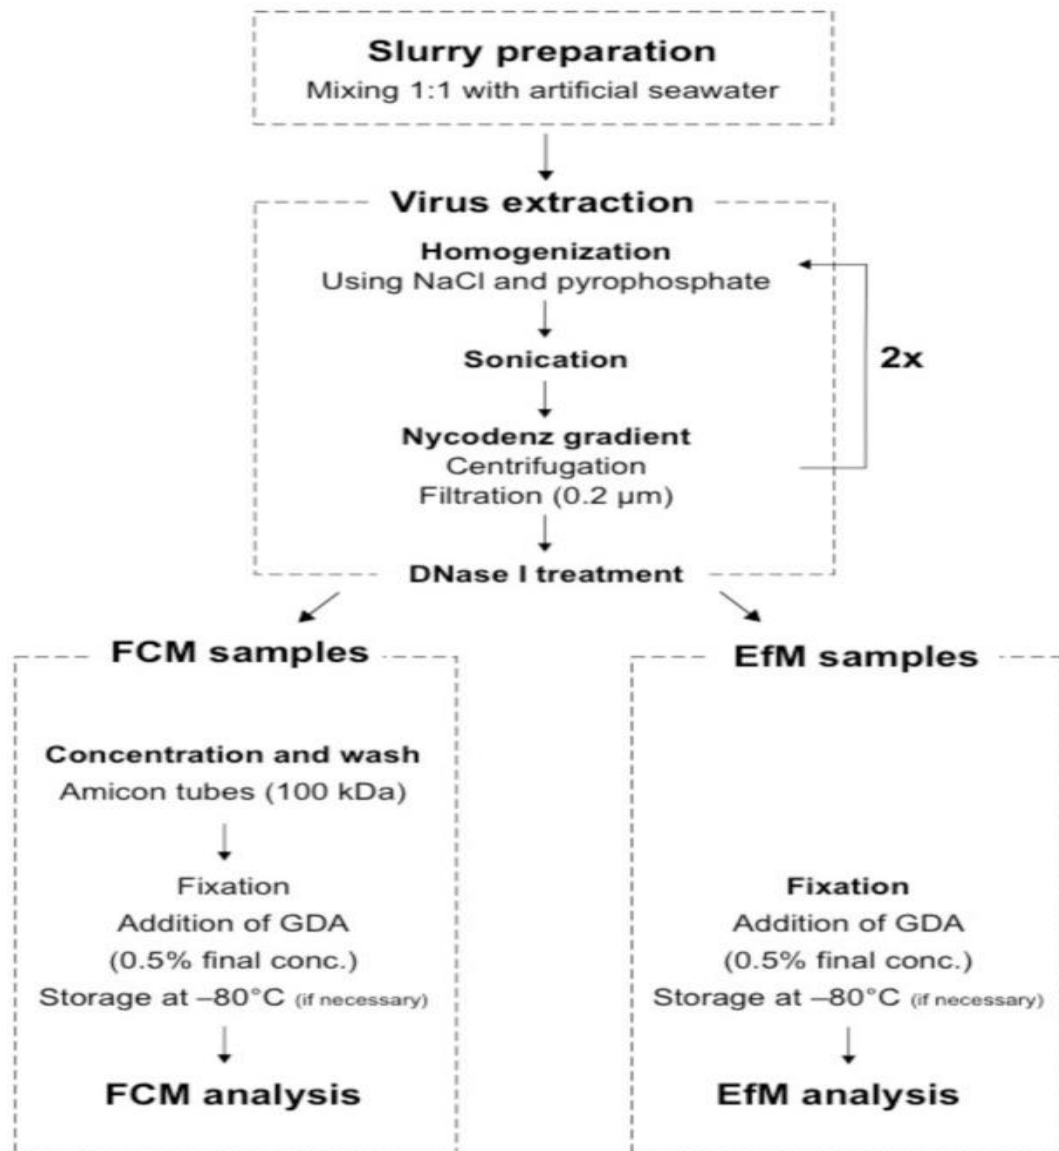 Slurry preparation
Mixing 1:1 with artificial seawater
Virus extraction
Homogenization
Using NaCl and pyrophosphate
Sonication
2x
Nycodenz gradient
Centrifugation
Filtration (0.2 µm)
DNase I treatment
FCM samples
Concentration and wash
Amicon tubes (100 kDa)
Fixation
Addition of GDA
(0.5% final conc.)
Storage at –80°C (if necessary)
FCM analysis
EfM samples
Fixation
Addition of GDA
(0.5% final conc.)
Storage at –80°C (if necessary)
EfM analysis